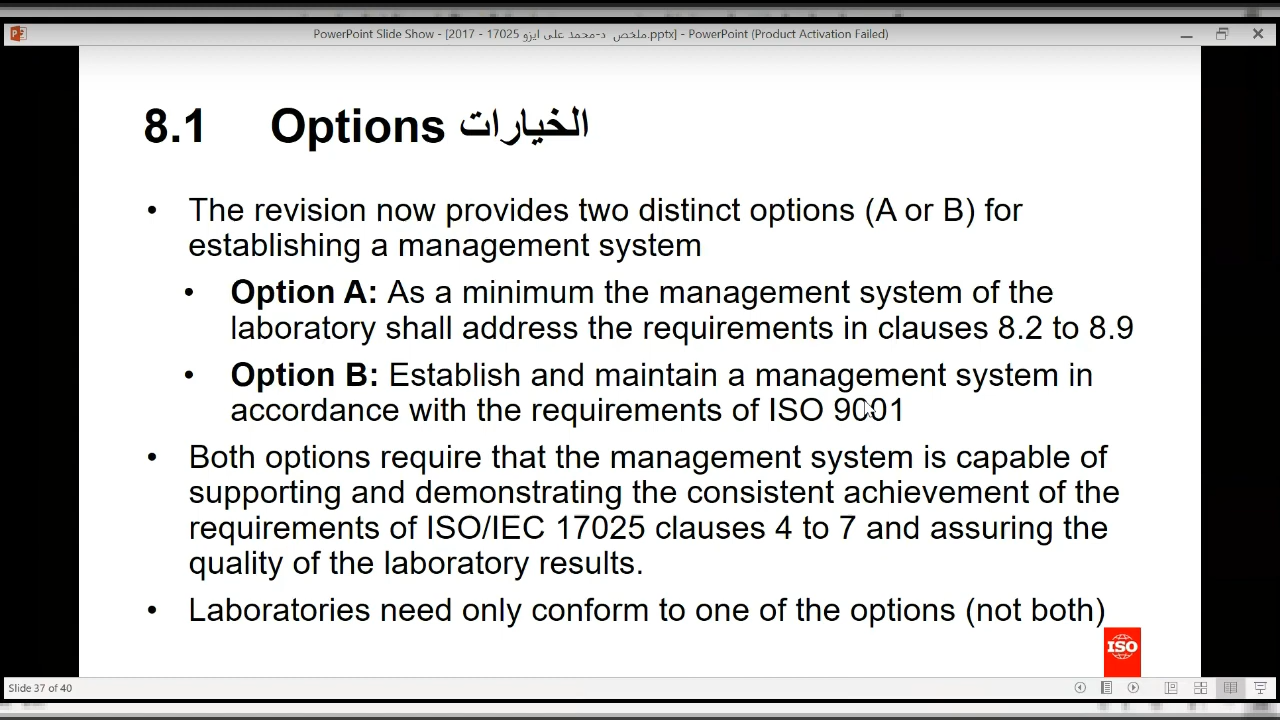 PowerPoint Slide Show - [2017 - 17025 ملخص د-محمد على ايزو.pptx] - PowerPoint (Product Activation Failed)
8.1 Options الخيارات
• The revision now provides two distinct options (A or B) for
establishing a management system
• Option A: As a minimum the management system of the
laboratory shall address the requirements in clauses 8.2 to 8.9
• Option B: Establish and maintain a management system in
accordance with the requirements of ISO 9001
• Both options require that the management system is capable of
supporting and demonstrating the consistent achievement of the
requirements of ISO/IEC 17025 clauses 4 to 7 and assuring the
quality of the laboratory results.
• Laboratories need only conform to one of the options (not both)
ISO
Slide 37 of 40